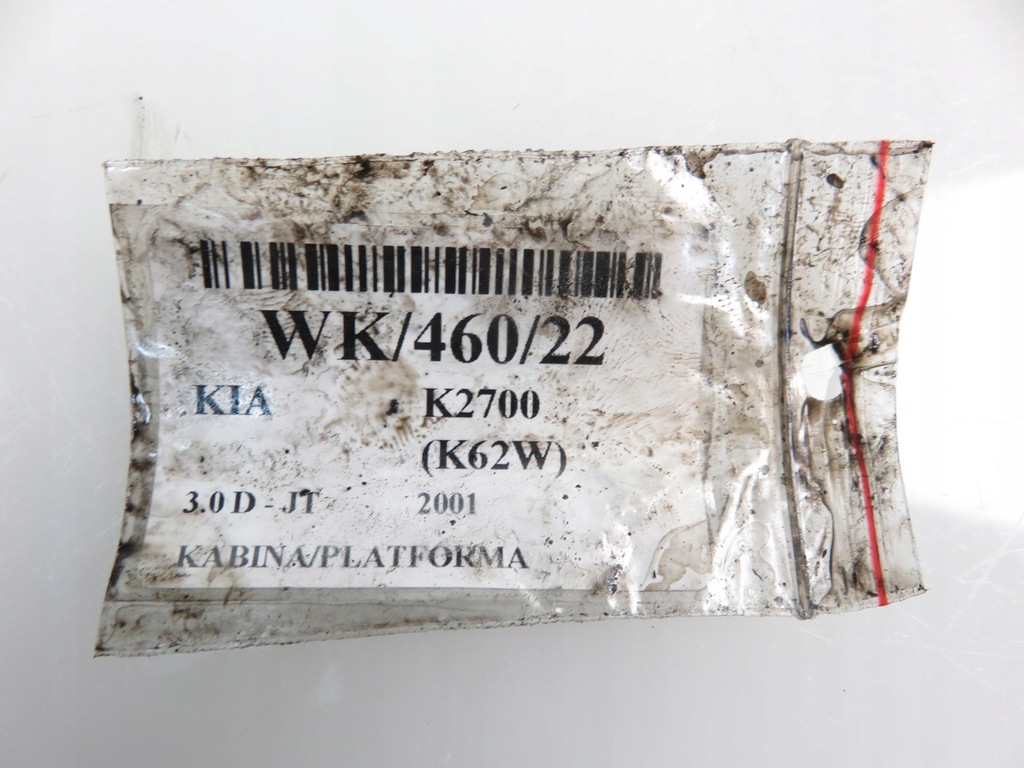 WK/460/22
KIA K2700
(K62W)
3.0 D - JT 2001
KABINA/PLATFORMA